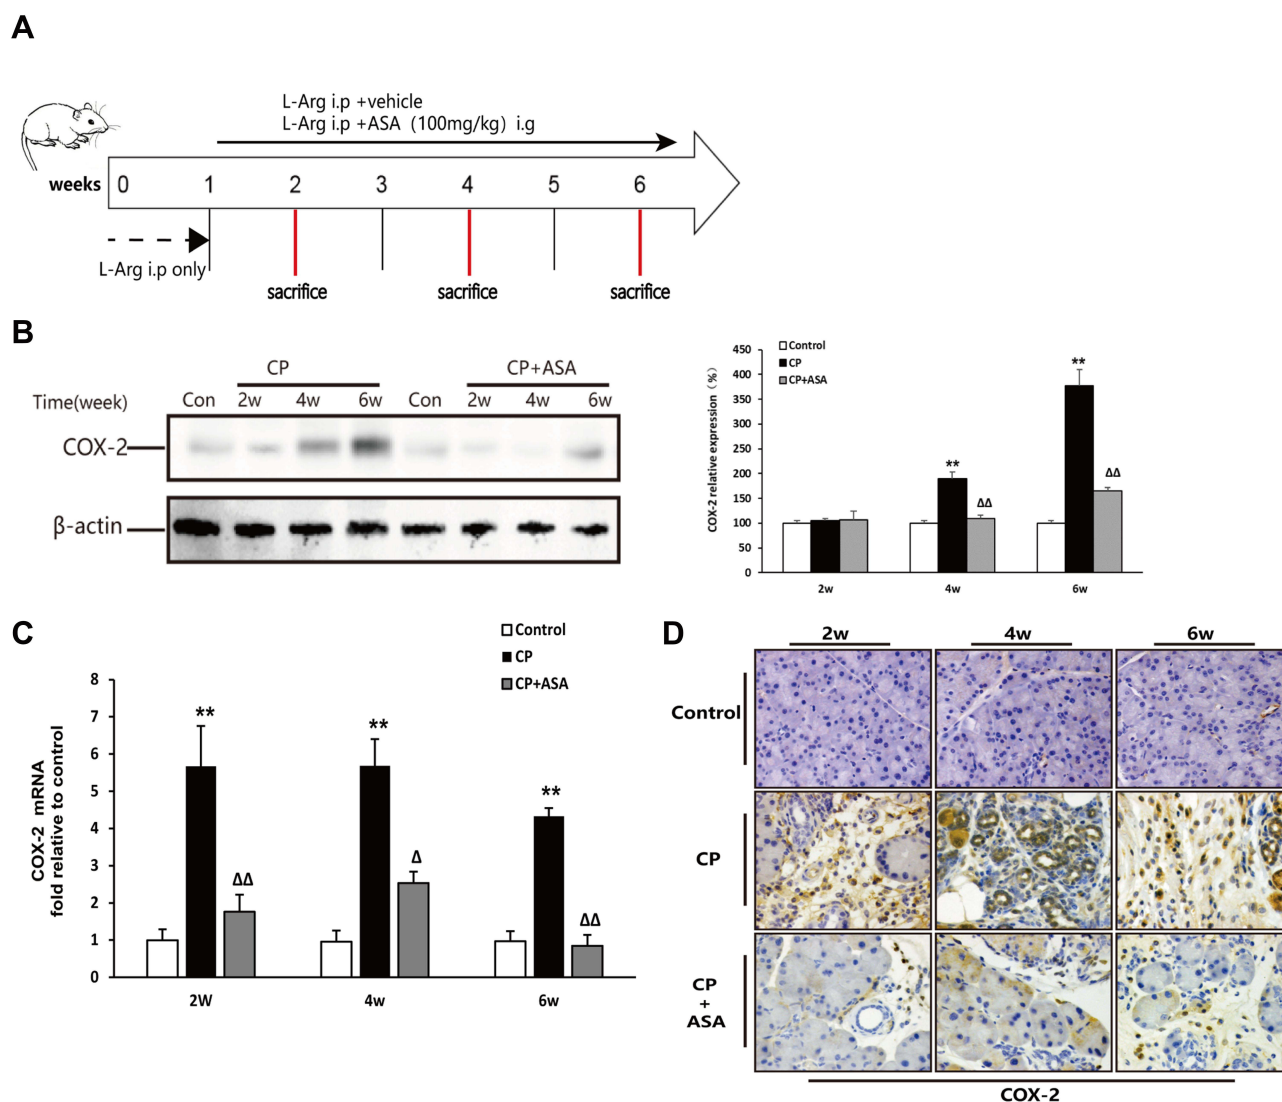 A
L-Arg i.p +vehicle
L-Arg i.p +ASA (100mg/kg) i.g
weeks 0 1 2 3 4 5 6
L-Arg i.p only
sacrifice sacrifice sacrifice
B
CP CP+ASA
Time(week) Con 2w 4w 6w Con 2w 4w 6w
COX-2
β-actin
Control
CP
CP+ASA
COX-2 relative expression (%)
450
400
350
300
250
200
150
100
50
0
** ΔΔ
** ΔΔ
2w 4w 6w
C
Control
CP
CP+ASA
COX-2 mRNA
fold relative to control
8
7
6
5
4
3
2
1
0
** ΔΔ
** Δ
** ΔΔ
2W 4w 6w
D
2w 4w 6w
Control
CP
CP
+
ASA
COX-2